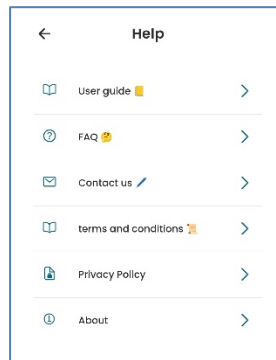 Help
User guide 📒
FAQ 🤔
Contact us 🖊️
terms and conditions 📜
Privacy Policy
About